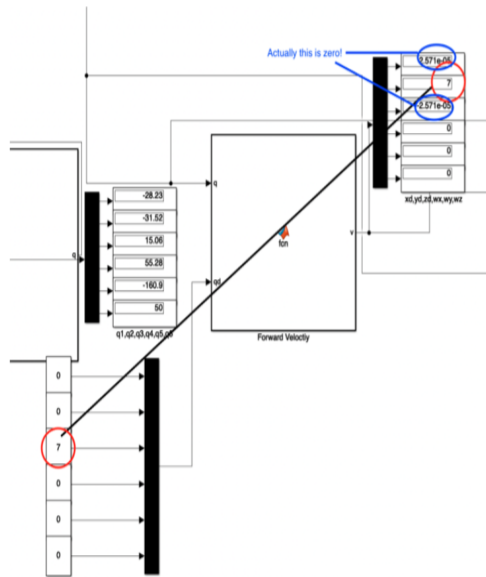 Actually this is zero!
2.571e-05
7
-2.571e-05
0
0
0
xd,yd,zd,wx,wy,wz
q
qd
fcn
v
Forward Veloctiy
q
-28.23
-31.52
15.06
55.28
-160.9
50
q1,q2,q3,q4,q5,q6
0
0
7
0
0
0